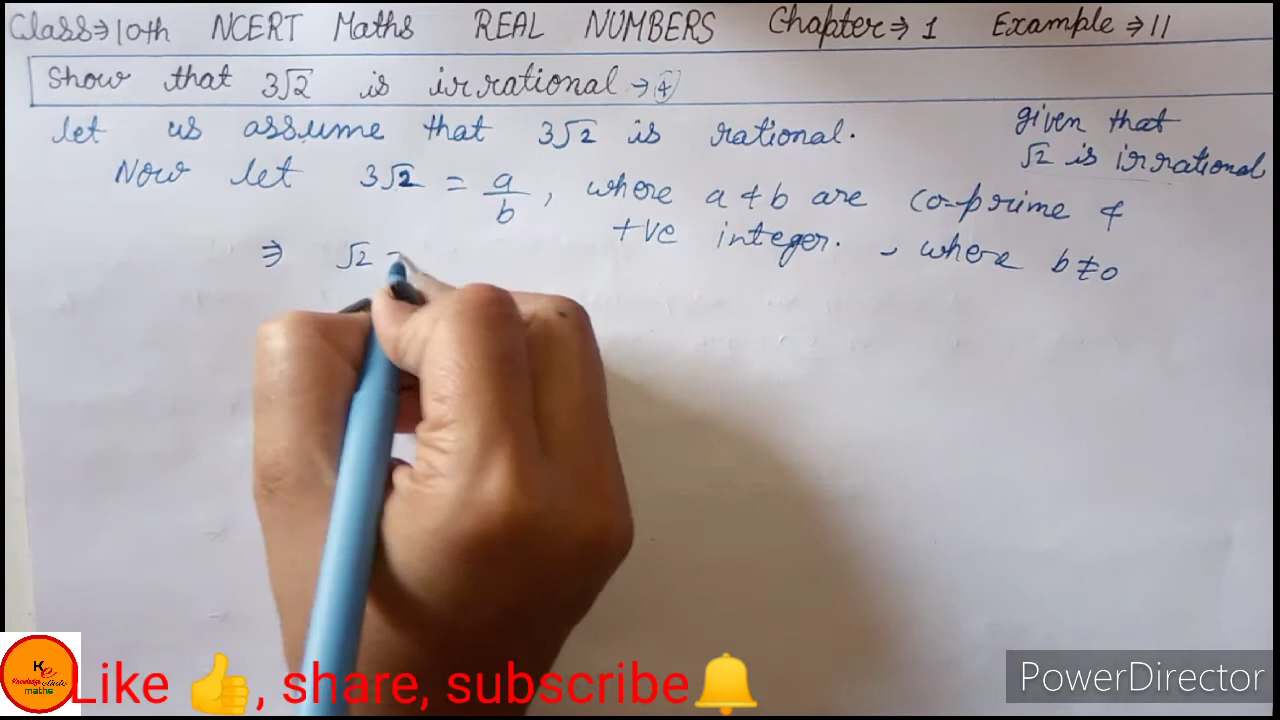 Class⇒10th NCERT Maths REAL NUMBERS Chapter⇒1 Example⇒11
Show that 3√2 is irrational →(4)
let us assume that 3√2 is rational.
given that
√2 is irrational
Now let 3√2 = a/b, where a & b are co-prime &
+ve integer. , where b≠0
⇒ √2 =
Ke
maths
Like 👍, share, subscribe🔔
PowerDirector